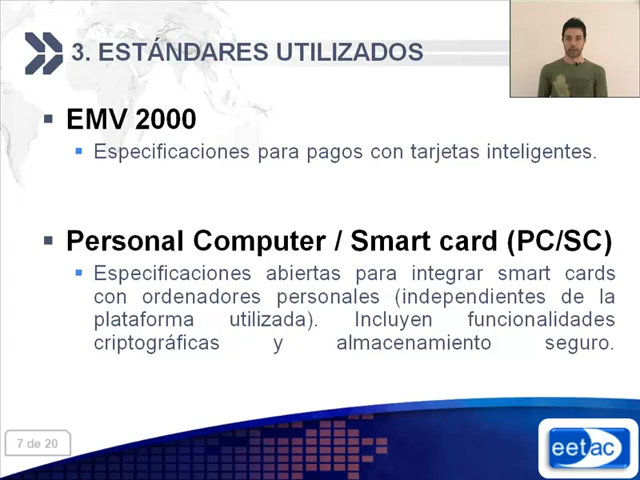 3. ESTÁNDARES UTILIZADOS
EMV 2000
Especificaciones para pagos con tarjetas inteligentes.
Personal Computer / Smart card (PC/SC)
Especificaciones abiertas para integrar smart cards
con ordenadores personales (independientes de la
plataforma utilizada). Incluyen funcionalidades
criptográficas y almacenamiento seguro.
7 de 20
eetac